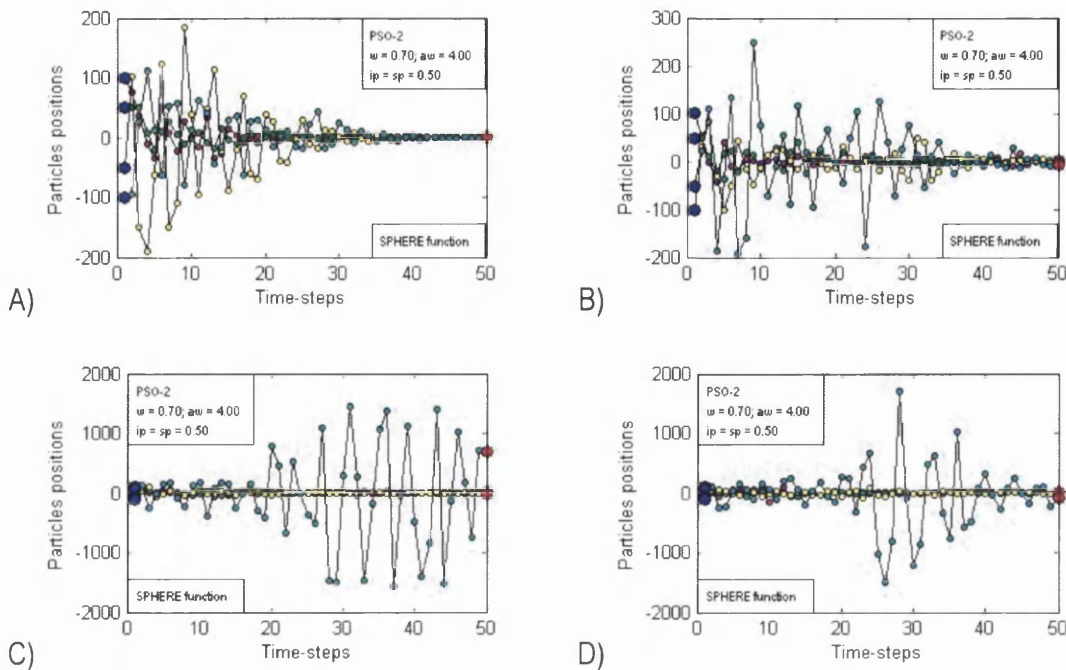 200
100
0
-100
-200
0
10
20
30
40
50
Particles positions
Time-steps
PSO-2
w = 0.70; aw = 4.00
ip = sp = 0.50
SPHERE function
A)
300
200
100
0
-100
-200
0
10
20
30
40
50
Particles positions
Time-steps
PSO-2
w = 0.70; aw = 4.00
ip = sp = 0.50
SPHERE function
B)
2000
1000
0
-1000
-2000
0
10
20
30
40
50
Particles positions
Time-steps
PSO-2
w = 0.70; aw = 4.00
ip = sp = 0.50
SPHERE function
C)
2000
1000
0
-1000
-2000
0
10
20
30
40
50
Particles positions
Time-steps
PSO-2
w = 0.70; aw = 4.00
ip = sp = 0.50
SPHERE function
D)